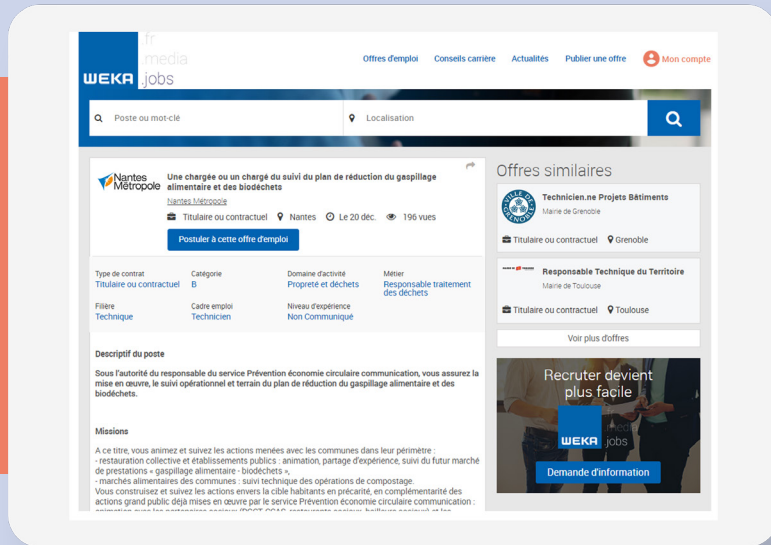 .fr
.media
WEKA .jobs
Offres d'emploi Conseils carrière Actualités Publier une offre Mon compte
Poste ou mot-clé Localisation
Nantes
Métropole
Une chargée ou un chargé du suivi du plan de réduction du gaspillage
alimentaire et des biodéchets
Nantes Métropole
Titulaire ou contractuel Nantes Le 20 déc. 196 vues
Postuler à cette offre d'emploi
Type de contrat Catégorie Domaine d'activité Métier
Titulaire ou contractuel B Propreté et déchets Responsable traitement
des déchets
Filière Cadre emploi Niveau d'expérience
Technique Technicien Non Communiqué
Descriptif du poste
Sous l'autorité du responsable du service Prévention économie circulaire communication, vous assurez la
mise en œuvre, le suivi opérationnel et terrain du plan de réduction du gaspillage alimentaire et des
biodéchets.
Missions
A ce titre, vous animez et suivez les actions menées avec les communes dans leur périmètre :
- restauration collective et établissements publics : animation, partage d'expérience, suivi du futur marché
de prestations « gaspillage alimentaire - biodéchets »,
- marchés alimentaires des communes : suivi technique des opérations de compostage.
Vous construisez et suivez les actions envers la cible habitants en précarité, en complémentarité des
actions grand public déjà mises en œuvre par le service Prévention économie circulaire communication :
Offres similaires
VILLE DE
GRENOBLE
Technicien.ne Projets Bâtiments
Mairie de Grenoble
Titulaire ou contractuel Grenoble
Responsable Technique du Territoire
Mairie de Toulouse
Titulaire ou contractuel Toulouse
Voir plus d'offres
Recruter devient
plus facile
.fr
.media
WEKA .jobs
Demande d'information